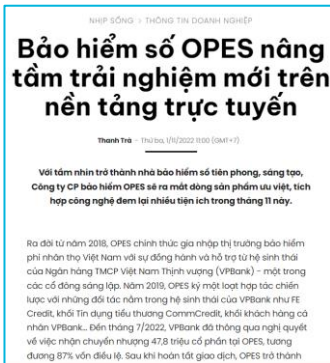 NHỊP SỐNG > THÔNG TIN DOANH NGHIỆP
Bảo hiểm số OPES nâng
tầm trải nghiệm mới trên
nền tảng trực tuyến
Thanh Trà - Thứ ba, 1/11/2022 11:00 (GMT+7)
Với tầm nhìn trở thành nhà bảo hiểm số tiên phong, sáng tạo,
Công ty CP bảo hiểm OPES sẽ ra mắt dòng sản phẩm ưu việt, tích
hợp công nghệ đem lại nhiều tiện ích trong tháng 11 này.
Ra đời từ năm 2018, OPES chính thức gia nhập thị trường bảo hiểm
phi nhân thọ Việt Nam với sự đồng hành và hỗ trợ từ hệ sinh thái
của Ngân hàng TMCP Việt Nam Thịnh vượng (VPBank) - một trong
các cổ đông sáng lập. Năm 2019, OPES ký một loạt hợp tác chiến
lược với những đối tác nằm trong hệ sinh thái của VPBank như FE
Credit, khối Tín dụng tiểu thương CommCredit, khối khách hàng cá
nhân VPBank... Đến tháng 7/2022, VPBank đã thông qua nghị quyết
về việc nhận chuyển nhượng 47,8 triệu cổ phần tại OPES, tương
đương 87% vốn điều lệ. Sau khi hoàn tất giao dịch, OPES trở thành